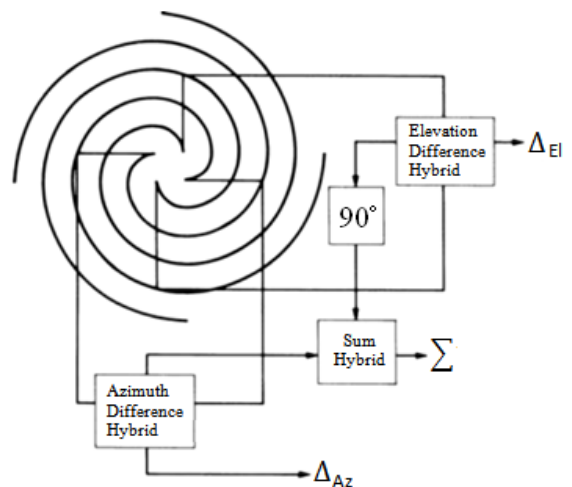 Elevation
Difference
Hybrid
Δ_El
90°
Sum
Hybrid
Σ
Azimuth
Difference
Hybrid
Δ_Az